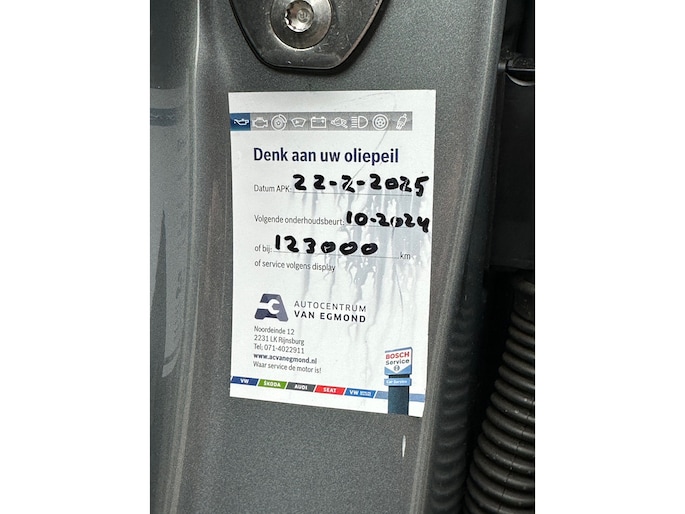 Denk aan uw oliepeil
Datum APK: 22-2-2025
Volgende onderhoudsbeurt: 10-2024
of bij: 123000 km
of service volgens display
AUTOCENTRUM
VAN EGMOND
Noordeinde 12
2231 LK Rijnsburg
Tel. 071-4022911
www.acvanegmond.nl
Waar service de motor is!
BOSCH
Service
Car Service
VW ŠKODA AUDI SEAT VW